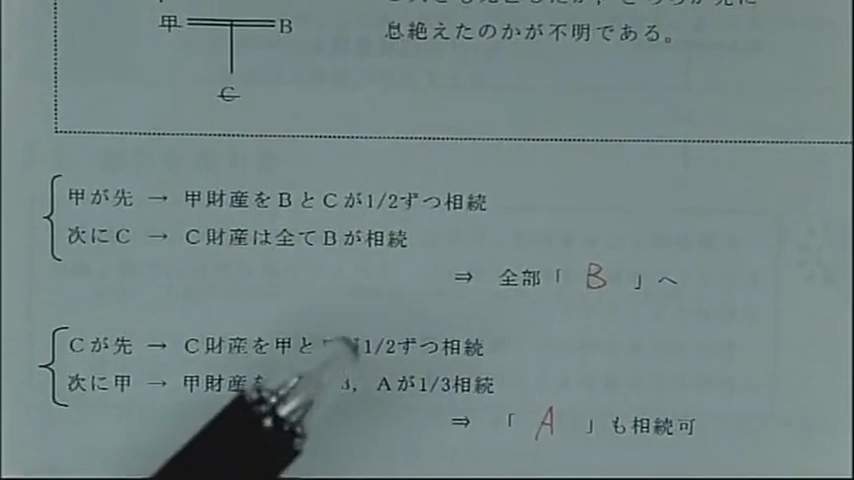 甲 B
息絶えたのかが不明である。
C
甲が先 → 甲財産をBとCが1/2ずつ相続
次にC → C財産は全てBが相続
⇒ 全部「 B 」へ
Cが先 → C財産を甲と 1/2ずつ相続
次に甲 → 甲財産を B, Aが1/3相続
⇒ 「 A 」も相続可